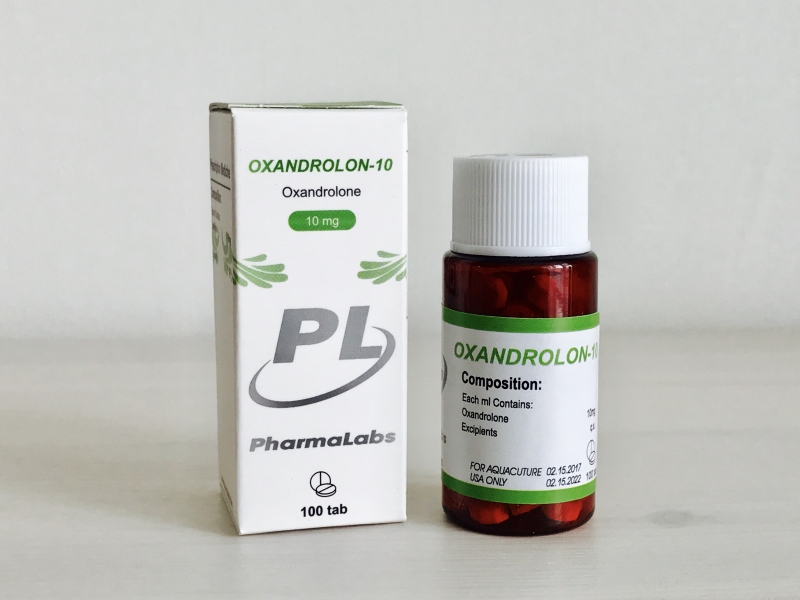 OXANDROLON-10
Oxandrolone
10 mg
PL
PharmaLabs
100 tab
OXANDROLON-10
Composition:
Each ml Contains:
Oxandrolone 10mg
Excipients q.s.
FOR AQUACUTURE 02.15.2017
USA ONLY 02.15.2022
100